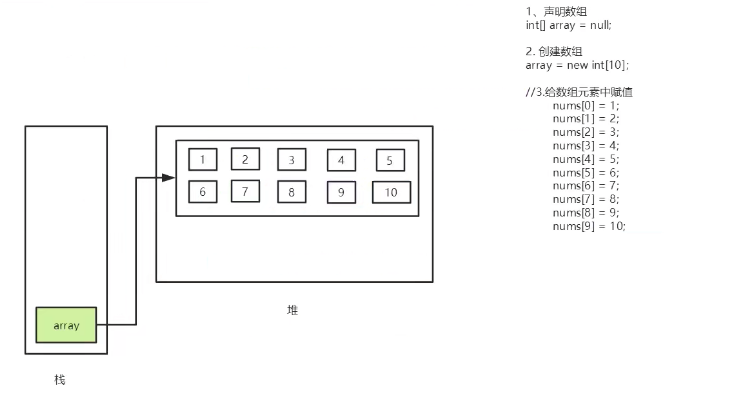 1、声明数组
int[] array = null;
2. 创建数组
array = new int[10];
//3.给数组元素中赋值
nums[0] = 1;
nums[1] = 2;
nums[2] = 3;
nums[3] = 4;
nums[4] = 5;
nums[5] = 6;
nums[6] = 7;
nums[7] = 8;
nums[8] = 9;
nums[9] = 10;
1 2 3 4 5
6 7 8 9 10
堆
array
栈